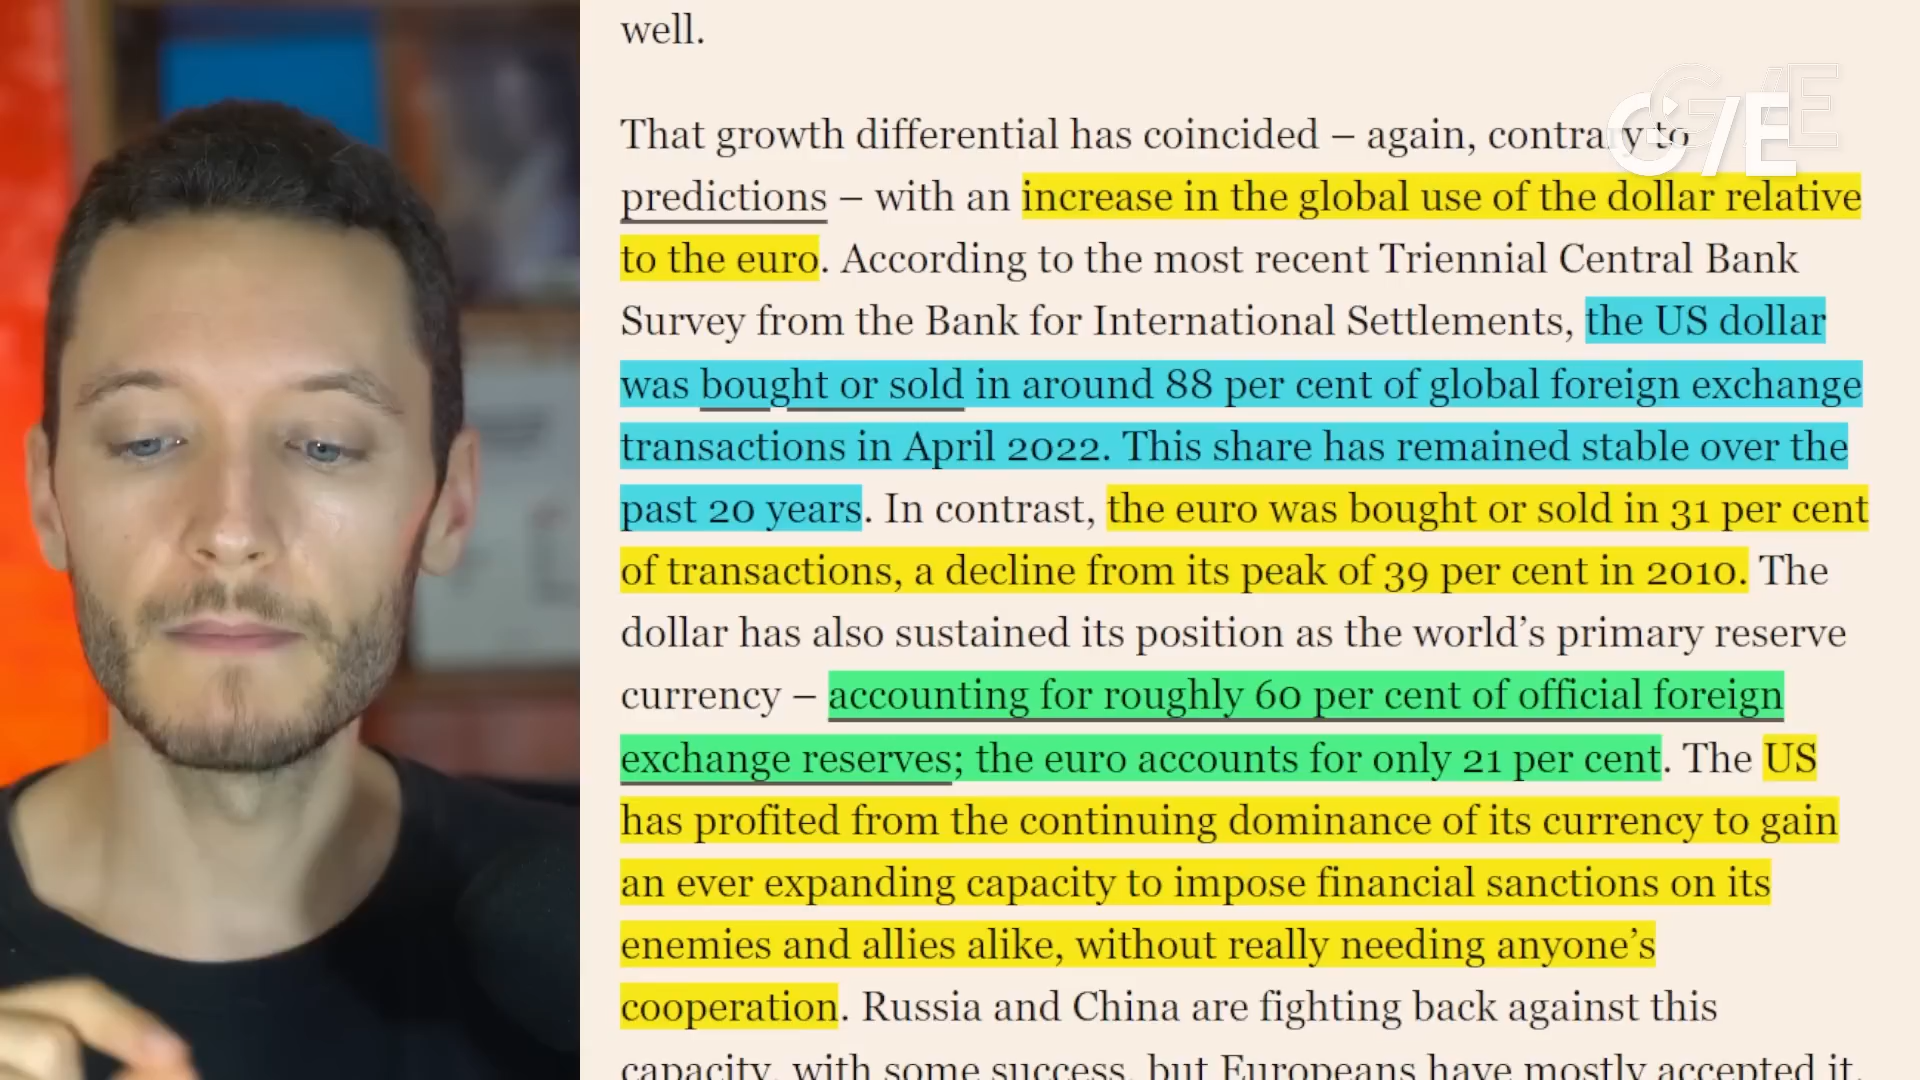 well.
G7E
That growth differential has coincided – again, contrary to
predictions – with an increase in the global use of the dollar relative
to the euro. According to the most recent Triennial Central Bank
Survey from the Bank for International Settlements, the US dollar
was bought or sold in around 88 per cent of global foreign exchange
transactions in April 2022. This share has remained stable over the
past 20 years. In contrast, the euro was bought or sold in 31 per cent
of transactions, a decline from its peak of 39 per cent in 2010. The
dollar has also sustained its position as the world’s primary reserve
currency – accounting for roughly 60 per cent of official foreign
exchange reserves; the euro accounts for only 21 per cent. The US
has profited from the continuing dominance of its currency to gain
an ever expanding capacity to impose financial sanctions on its
enemies and allies alike, without really needing anyone’s
cooperation. Russia and China are fighting back against this
capacity, with some success, but Europeans have mostly accepted it.